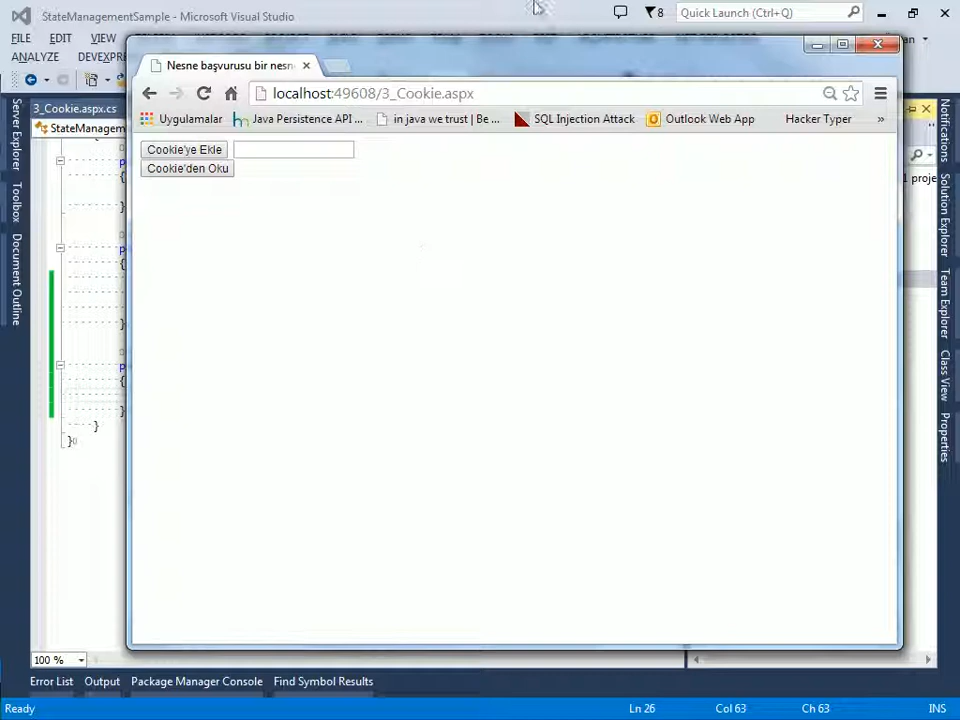 StateManagementSample - Microsoft Visual Studio
8
Quick Launch (Ctrl+Q)
FILE EDIT VIEW
ANALYZE DEVEXPR
Nesne başvurusu bir nesn
localhost:49608/3_Cookie.aspx
Uygulamalar
Java Persistence API ...
in java we trust | Be ...
SQL Injection Attack
Outlook Web App
Hacker Typer
»
3_Cookie.aspx.cs
StateManagem
Cookie'ye Ekle
Cookie'den Oku
Server Explorer
Toolbox
Document Outline
Notifications
Solution Explorer
Team Explorer
Class View
Properties
1 proje
p
{
}
p
{
}
p
{
}
}
}
100 %
Error List Output Package Manager Console Find Symbol Results
Ready Ln 26 Col 63 Ch 63 INS